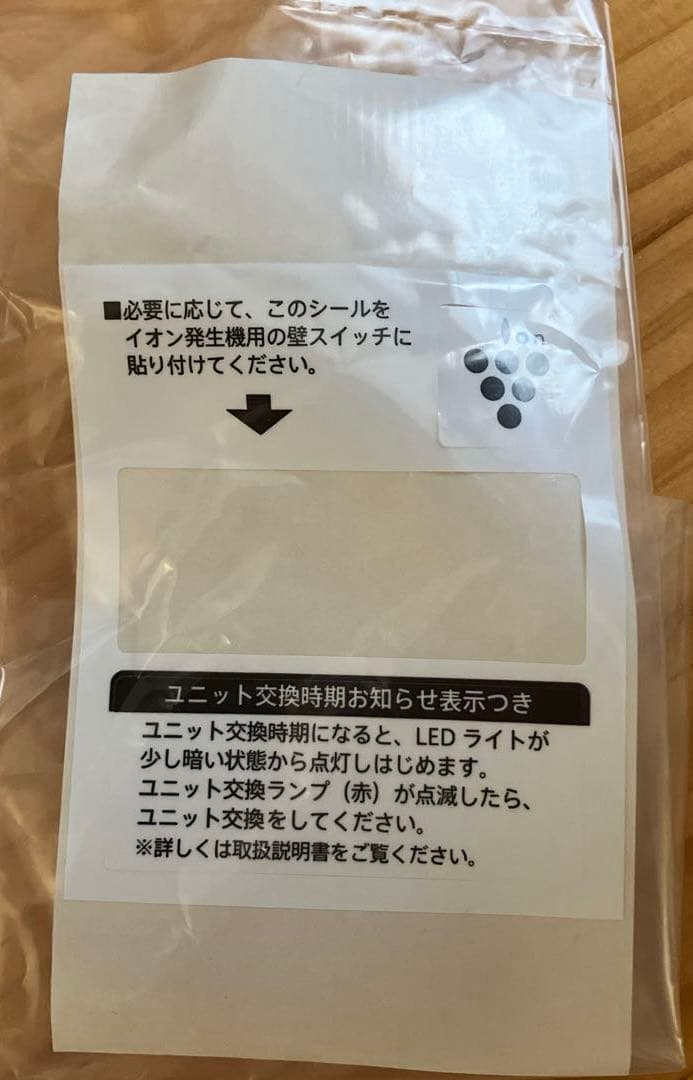 ■必要に応じて、このシールを
イオン発生機用の壁スイッチに
貼り付けてください。
Ion
ユニット交換時期お知らせ表示つき
ユニット交換時期になると、LED ライトが
少し暗い状態から点灯しはじめます。
ユニット交換ランプ（赤）が点滅したら、
ユニット交換をしてください。
※詳しくは取扱説明書をご覧ください。